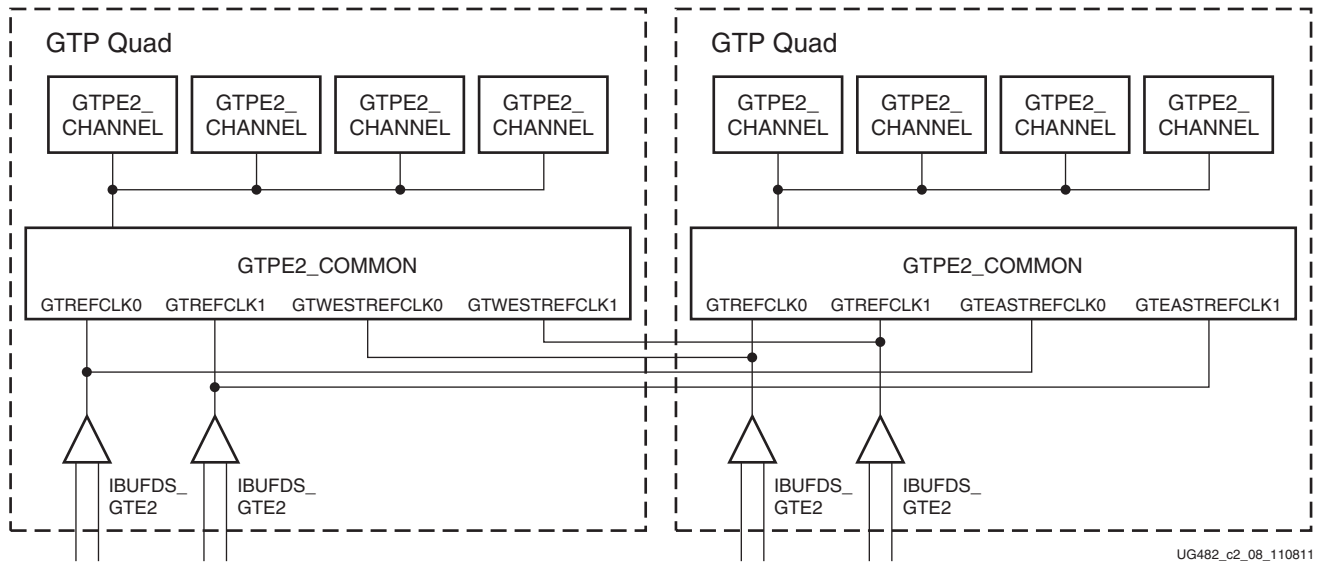 GTP Quad
GTPE2_
CHANNEL
GTPE2_
CHANNEL
GTPE2_
CHANNEL
GTPE2_
CHANNEL
GTPE2_COMMON
GTREFCLK0 GTREFCLK1 GTWESTREFCLK0 GTWESTREFCLK1
IBUFDS_
GTE2
IBUFDS_
GTE2
GTP Quad
GTPE2_
CHANNEL
GTPE2_
CHANNEL
GTPE2_
CHANNEL
GTPE2_
CHANNEL
GTPE2_COMMON
GTREFCLK0 GTREFCLK1 GTEASTREFCLK0 GTEASTREFCLK1
IBUFDS_
GTE2
IBUFDS_
GTE2
UG482_c2_08_110811